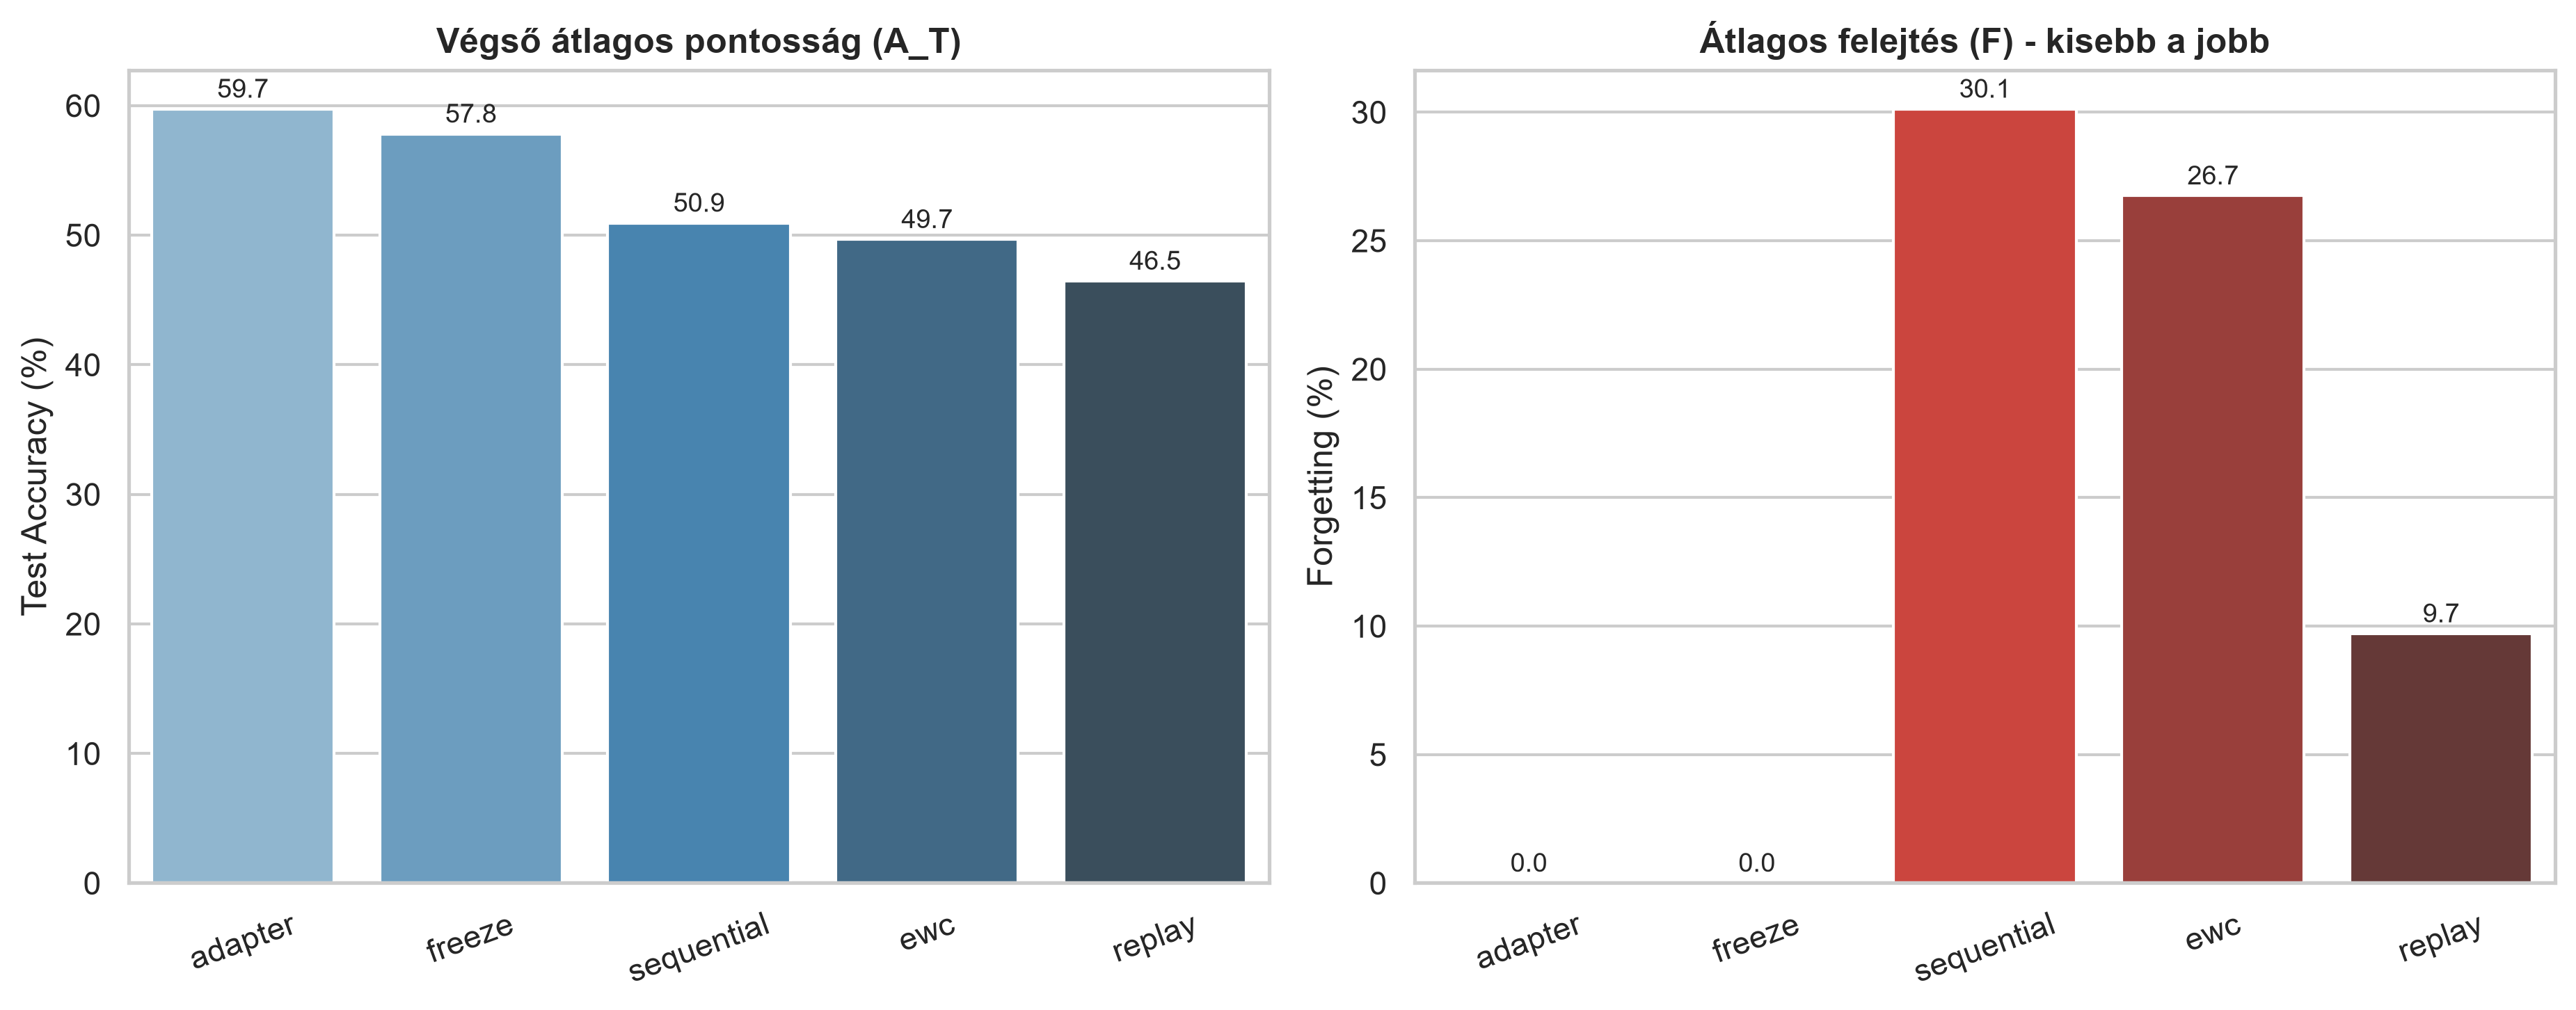 Végső átlagos pontosság (A_T)
Test Accuracy (%)
60
50
40
30
20
10
0
59.7
57.8
50.9
49.7
46.5
adapter
freeze
sequential
ewc
replay
Átlagos felejtés (F) - kisebb a jobb
Forgetting (%)
30
25
20
15
10
5
0
0.0
0.0
30.1
26.7
9.7
adapter
freeze
sequential
ewc
replay